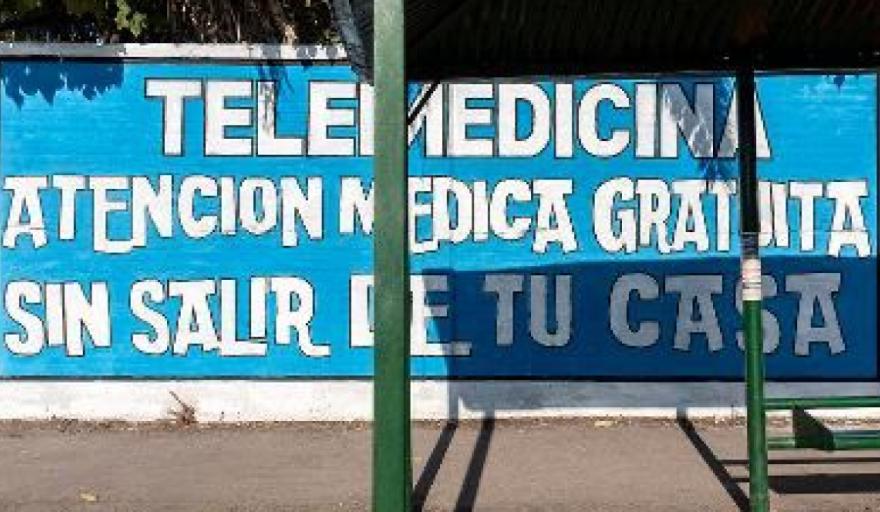 TELEMEDICINA
ATENCION MEDICA GRATUITA
SIN SALIR DE TU CASA